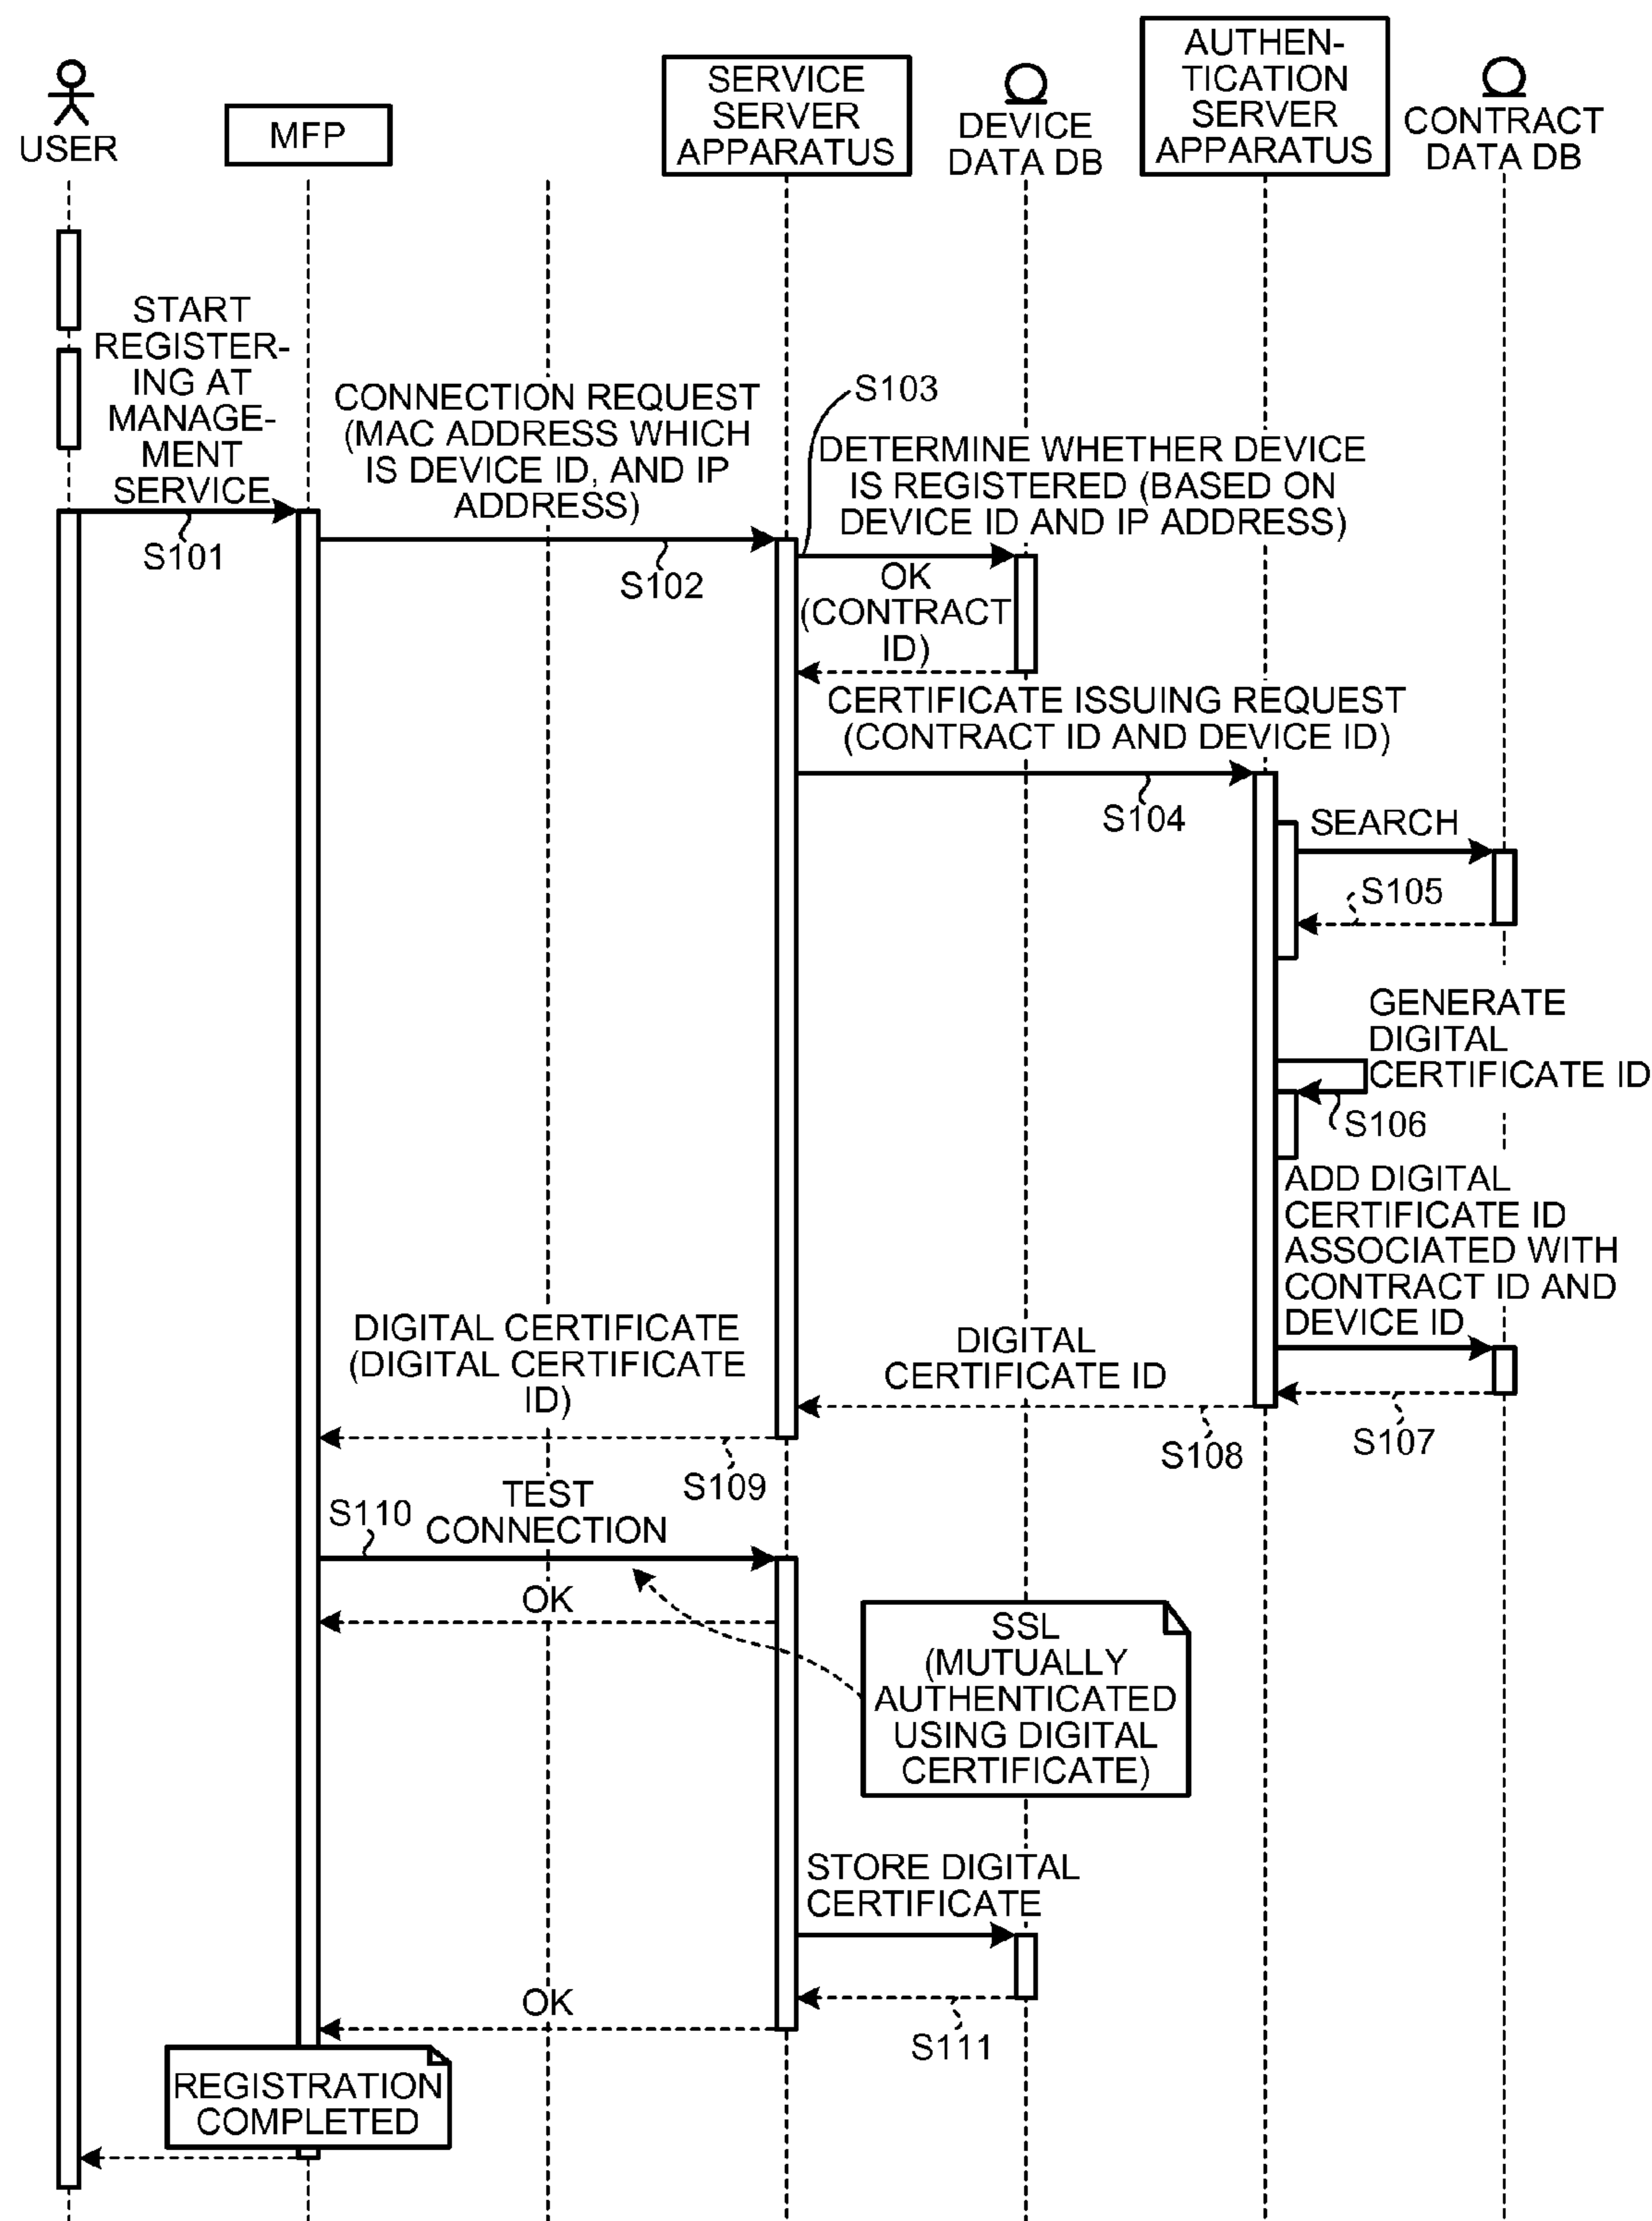 USER
MFP
SERVICE
SERVER
APPARATUS
DEVICE
DATA DB
AUTHEN-
TICATION
SERVER
APPARATUS
CONTRACT
DATA DB
START
REGISTER-
ING AT
MANAGE-
MENT
SERVICE
S101
CONNECTION REQUEST
(MAC ADDRESS WHICH
IS DEVICE ID, AND IP
ADDRESS)
S102
S103
DETERMINE WHETHER DEVICE
IS REGISTERED (BASED ON
DEVICE ID AND IP ADDRESS)
OK
(CONTRACT
ID)
CERTIFICATE ISSUING REQUEST
(CONTRACT ID AND DEVICE ID)
S104
SEARCH
S105
GENERATE
DIGITAL
CERTIFICATE ID
S106
ADD DIGITAL
CERTIFICATE ID
ASSOCIATED WITH
CONTRACT ID AND
DEVICE ID
S107
DIGITAL
CERTIFICATE ID
S108
DIGITAL CERTIFICATE
(DIGITAL CERTIFICATE
ID)
S109
S110
TEST
CONNECTION
OK
SSL
(MUTUALLY
AUTHENTICATED
USING DIGITAL
CERTIFICATE)
STORE DIGITAL
CERTIFICATE
S111
OK
REGISTRATION
COMPLETED